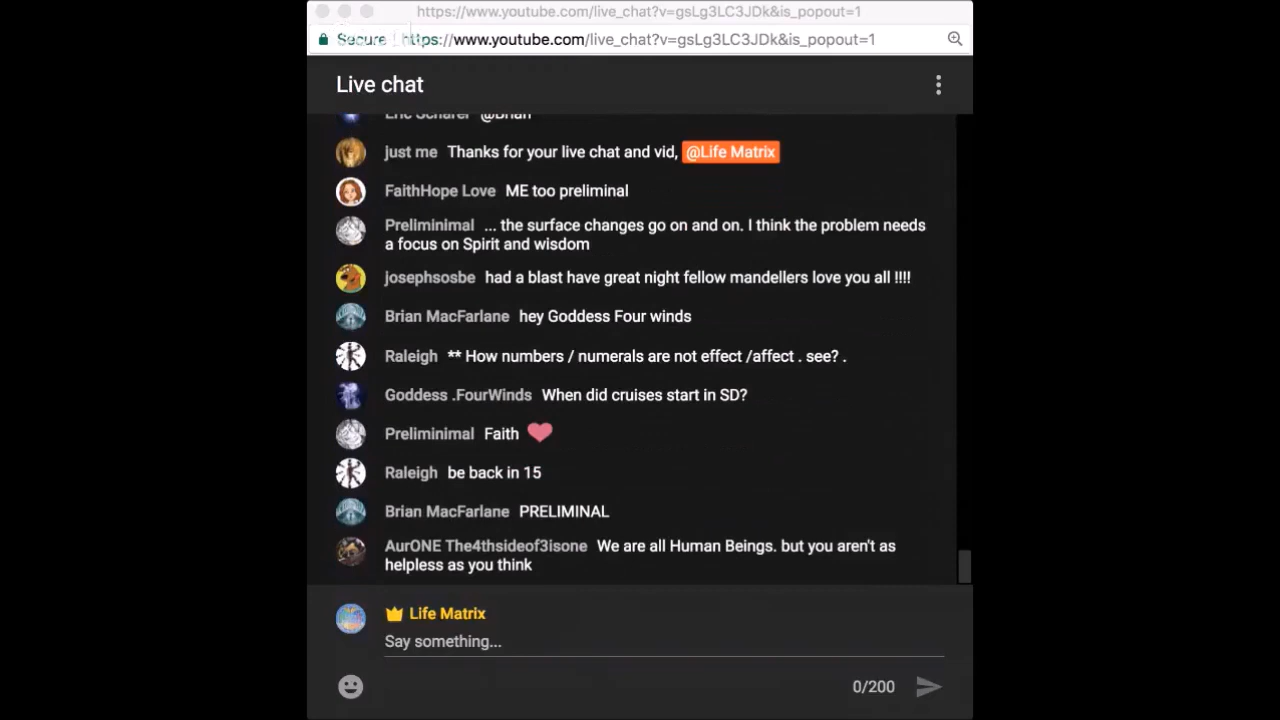 https://www.youtube.com/live_chat?v=gsLg3LC3JDk&is_popout=1
Secure https://www.youtube.com/live_chat?v=gsLg3LC3JDk&is_popout=1
Live chat
Eric Scharer @Brian
just me Thanks for your live chat and vid, @Life Matrix
FaithHope Love ME too preliminal
Preliminimal ... the surface changes go on and on. I think the problem needs
a focus on Spirit and wisdom
josephsosbe had a blast have great night fellow mandellers love you all !!!!
Brian MacFarlane hey Goddess Four winds
Raleigh ** How numbers / numerals are not effect /affect . see? .
Goddess .FourWinds When did cruises start in SD?
Preliminimal Faith
Raleigh be back in 15
Brian MacFarlane PRELIMINAL
AurONE The4thsideof3isone We are all Human Beings. but you aren't as
helpless as you think
Life Matrix
Say something...
0/200